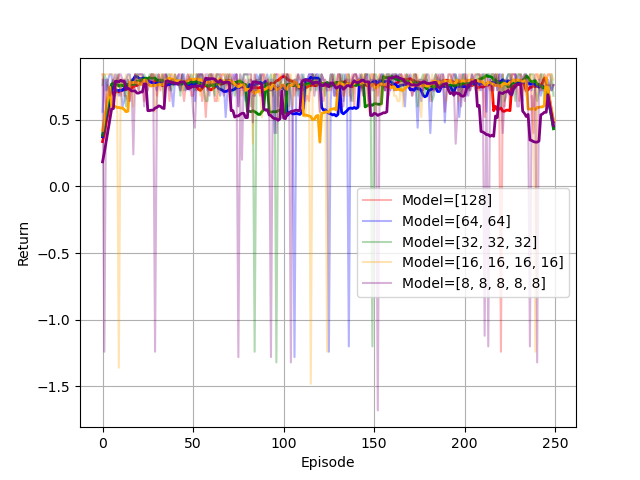 DQN Evaluation Return per Episode
0.5
0.0
−0.5
−1.0
−1.5
Return
Model=[128]
Model=[64, 64]
Model=[32, 32, 32]
Model=[16, 16, 16, 16]
Model=[8, 8, 8, 8, 8]
0 50 100 150 200 250
Episode